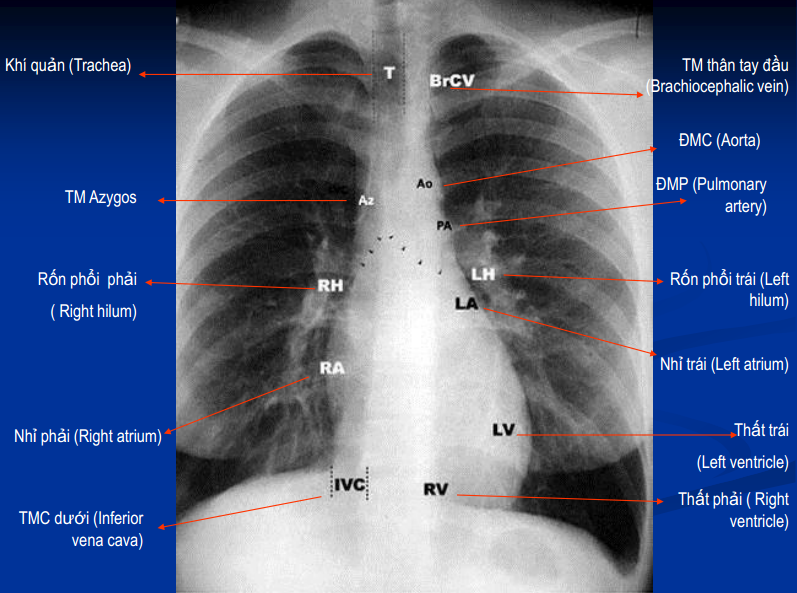 Khí quản (Trachea)
TM Azygos
Rốn phổi phải
( Right hilum)
Nhỉ phải (Right atrium)
TMC dưới (Inferior
vena cava)
T
BrCV
Ao
Az
PA
RH
LH
LA
RA
LV
IVC
RV
TM thân tay đầu
(Brachiocephalic vein)
ĐMC (Aorta)
ĐMP (Pulmonary
artery)
Rốn phổi trái (Left
hilum)
Nhỉ trái (Left atrium)
Thất trái
(Left ventricle)
Thất phải ( Right
ventricle)